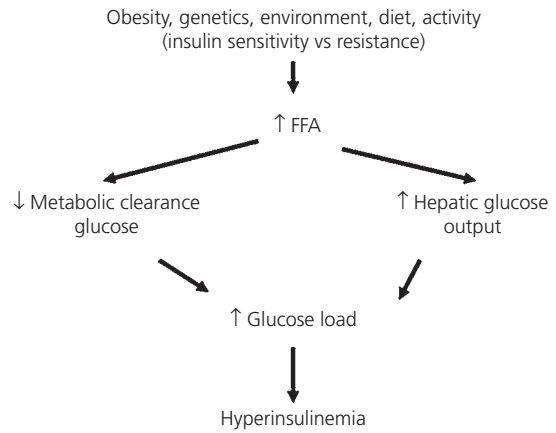 Obesity, genetics, environment, diet, activity
(insulin sensitivity vs resistance)
↑ FFA
↓ Metabolic clearance
glucose
↑ Hepatic glucose
output
↑ Glucose load
Hyperinsulinemia